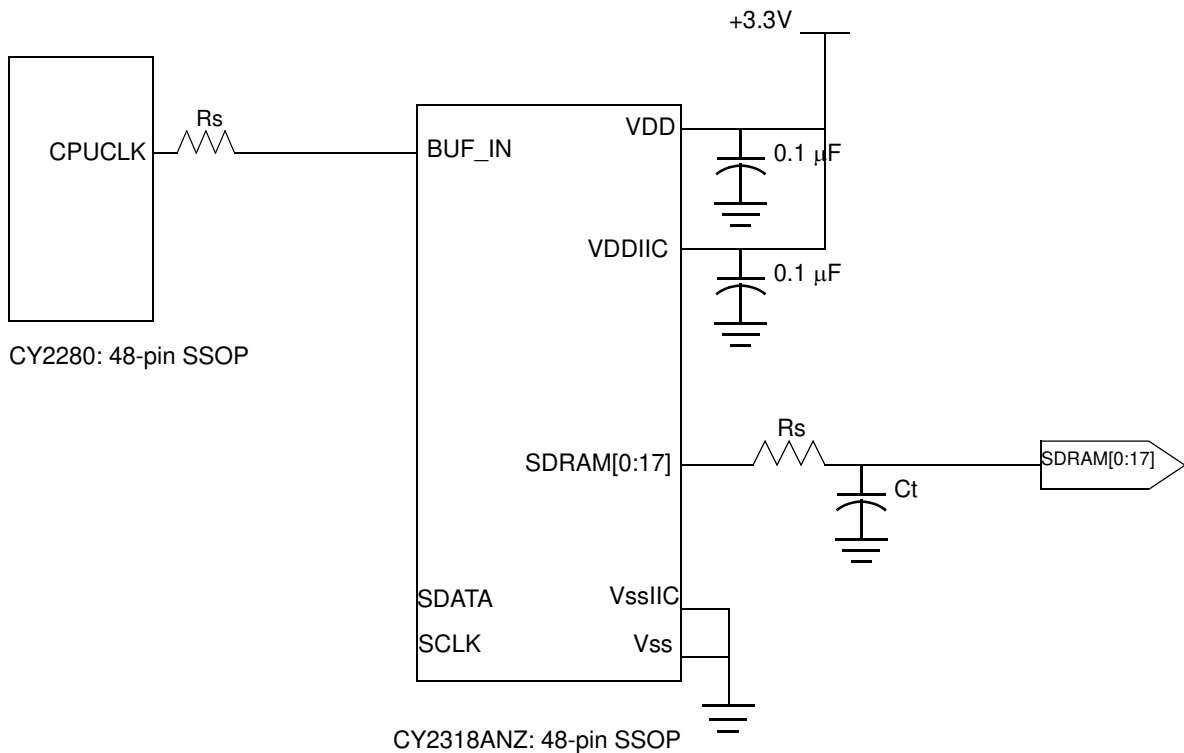 +3.3V
Rs
VDD
CPUCLK
BUF_IN
0.1 μF
VDDIIC
0.1 μF
CY2280: 48-pin SSOP
Rs
SDRAM[0:17]
SDRAM[0:17]
Ct
SDATA
VssIIC
SCLK
Vss
CY2318ANZ: 48-pin SSOP